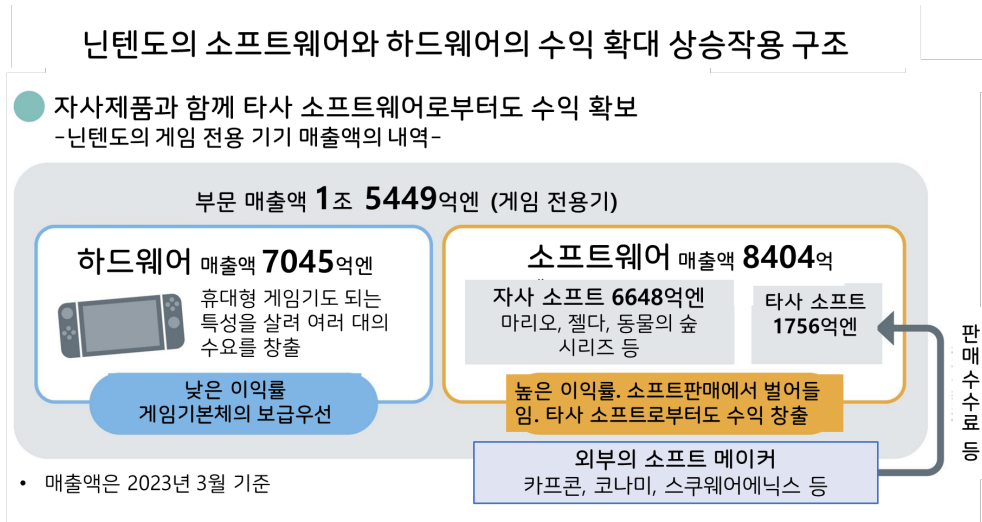 닌텐도의 소프트웨어와 하드웨어의 수익 확대 상승작용 구조
자사제품과 함께 타사 소프트웨어로부터도 수익 확보
-닌텐도의 게임 전용 기기 매출액의 내역-
부문 매출액 1조 5449억엔 (게임 전용기)
하드웨어 매출액 7045억엔
휴대형 게임기도 되는
특성을 살려 여러 대의
수요를 창출
낮은 이익률
게임기본체의 보급우선
소프트웨어 매출액 8404억
자사 소프트 6648억엔
마리오, 젤다, 동물의 숲
시리즈 등
타사 소프트
1756억엔
높은 이익률. 소프트판매에서 벌어들
임. 타사 소프트로부터도 수익 창출
외부의 소프트 메이커
카프콘, 코나미, 스쿠웨어에닉스 등
판매수수료 등
• 매출액은 2023년 3월 기준